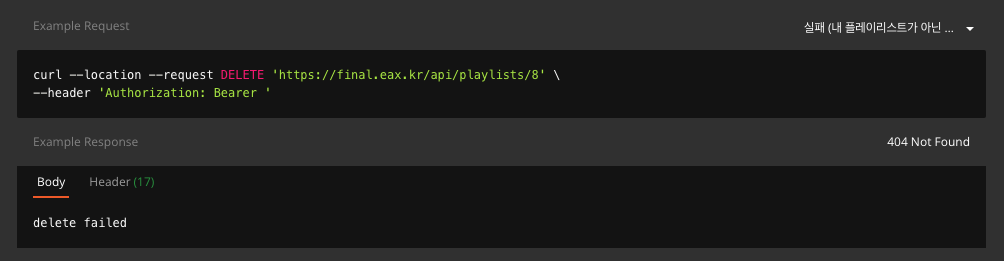 Example Request
실패 (내 플레이리스트가 아닌 ...
curl --location --request DELETE 'https://final.eax.kr/api/playlists/8' \
--header 'Authorization: Bearer '
Example Response
404 Not Found
Body
Header (17)
delete failed